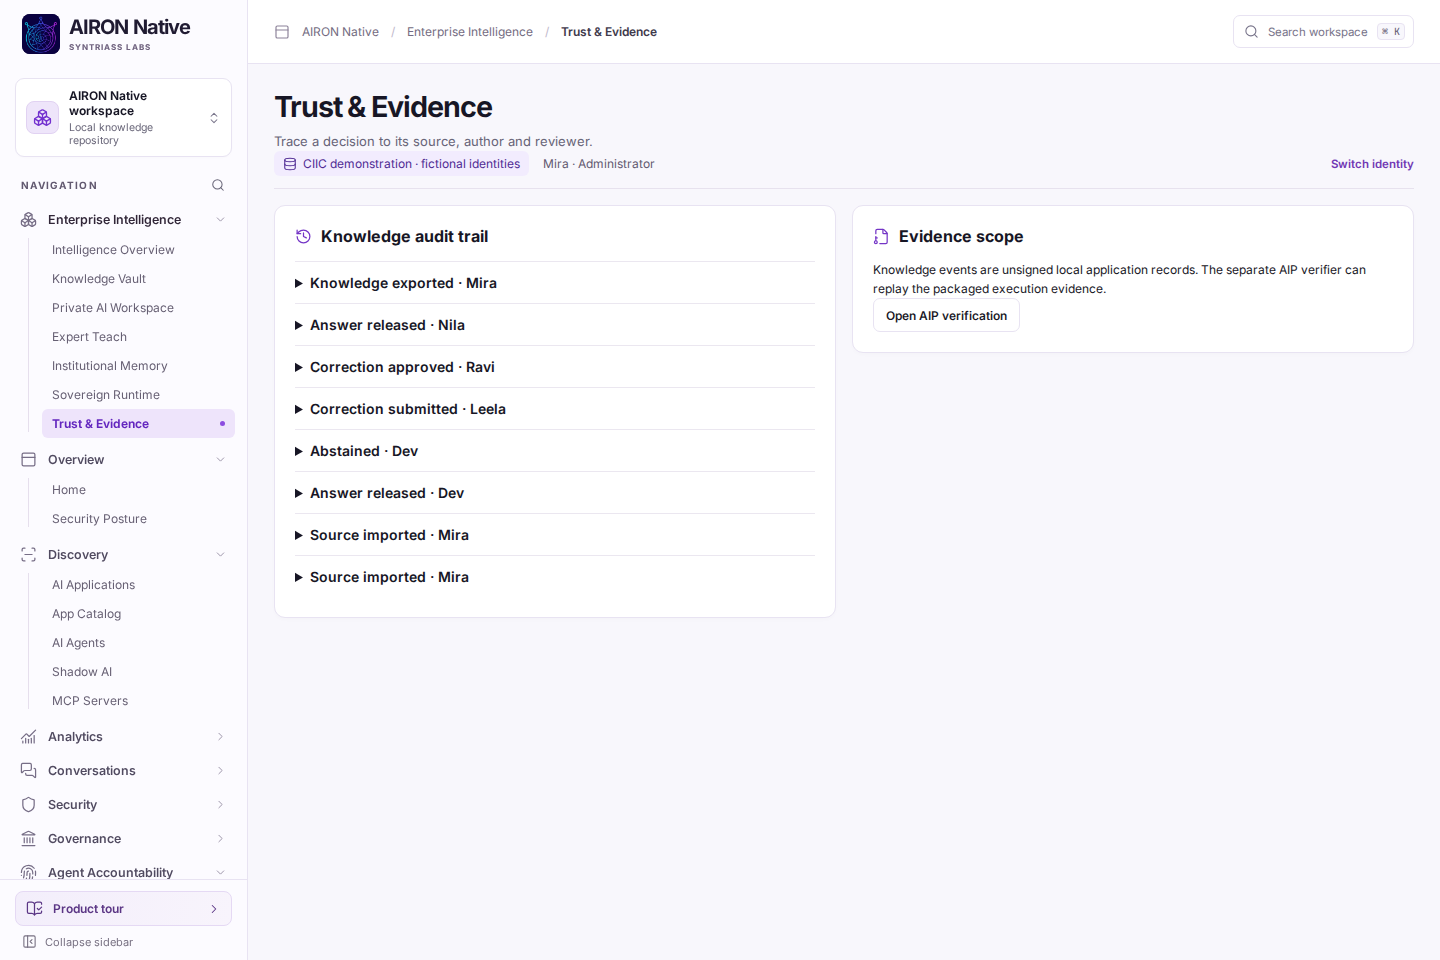 AIRON Native
SYNTRIASS LABS
AIRON Native workspace
Local knowledge repository
NAVIGATION
Enterprise Intelligence
Intelligence Overview
Knowledge Vault
Private AI Workspace
Expert Teach
Institutional Memory
Sovereign Runtime
Trust & Evidence
Overview
Home
Security Posture
Discovery
AI Applications
App Catalog
AI Agents
Shadow AI
MCP Servers
Analytics
Conversations
Security
Governance
Agent Accountability
Product tour
Collapse sidebar
AIRON Native / Enterprise Intelligence / Trust & Evidence
Search workspace ⌘ K
Trust & Evidence
Trace a decision to its source, author and reviewer.
CIIC demonstration · fictional identities
Mira · Administrator
Switch identity
Knowledge audit trail
Knowledge exported · Mira
Answer released · Nila
Correction approved · Ravi
Correction submitted · Leela
Abstained · Dev
Answer released · Dev
Source imported · Mira
Source imported · Mira
Evidence scope
Knowledge events are unsigned local application records. The separate AIP verifier can
replay the packaged execution evidence.
Open AIP verification